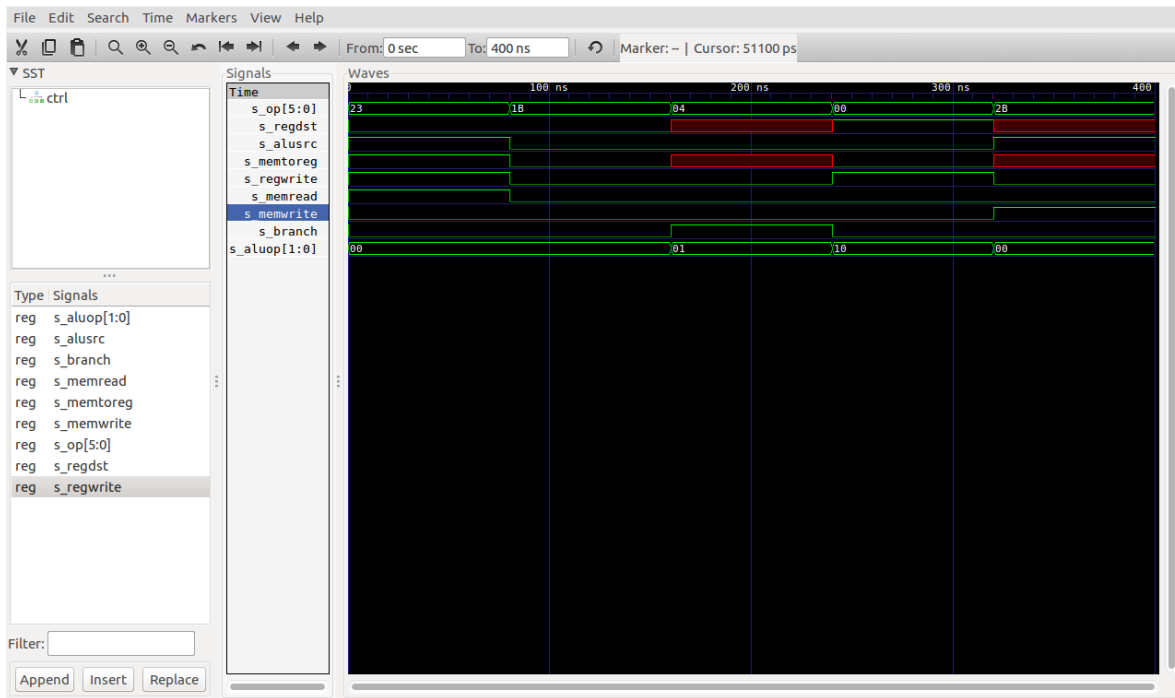 File Edit Search Time Markers View Help
From: 0 sec To: 400 ns Marker: -- | Cursor: 51100 ps
SST
ctrl
Type Signals
reg s_aluop[1:0]
reg s_alusrc
reg s_branch
reg s_memread
reg s_memtoreg
reg s_memwrite
reg s_op[5:0]
reg s_regdst
reg s_regwrite
Filter:
Append Insert Replace
Signals
Time
s_op[5:0]
s_regdst
s_alusrc
s_memtoreg
s_regwrite
s_memread
s_memwrite
s_branch
s_aluop[1:0]
Waves
0 100 ns 200 ns 300 ns 400
23 1B 04 00 2B
00 01 10 00